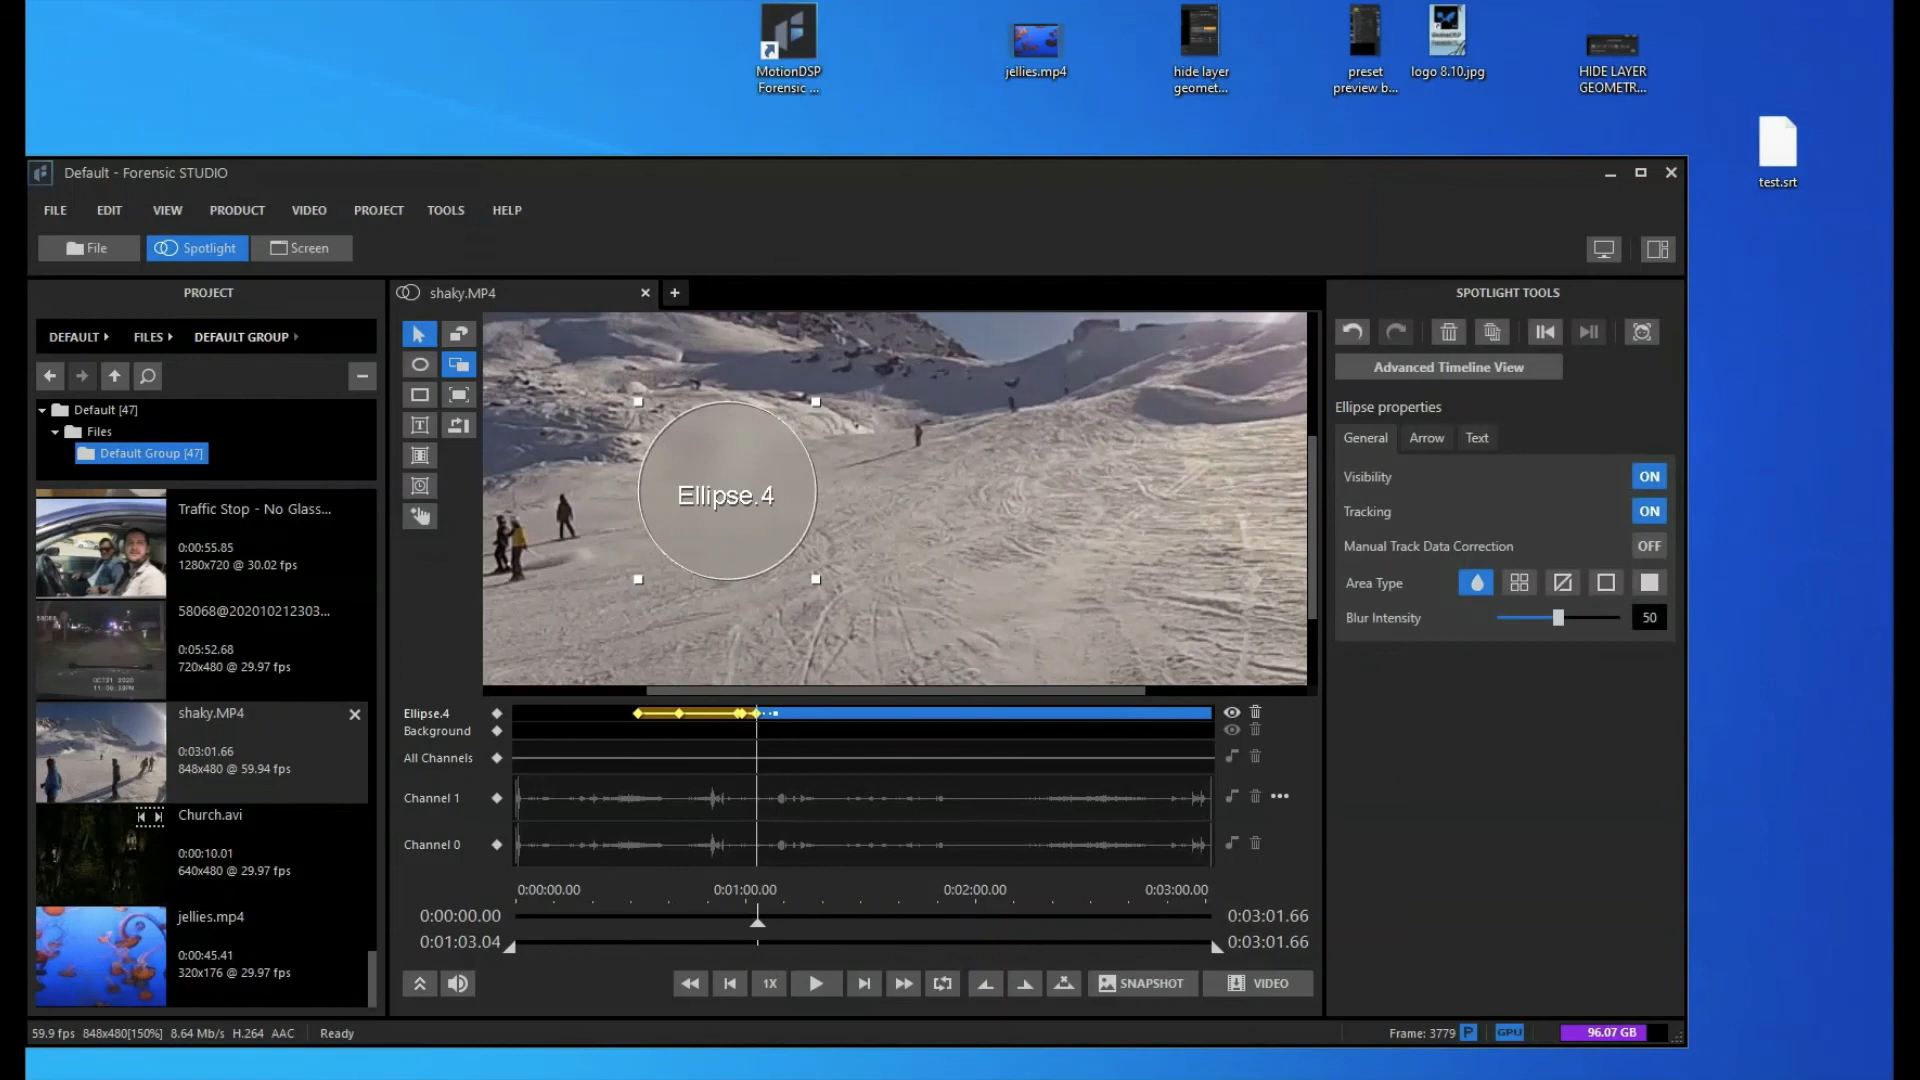 MotionDSP
Forensic ...
jellies.mp4
hide layer
geomet...
preset
preview b...
logo 8.10.jpg
HIDE LAYER
GEOMETR...
test.srt
Default - Forensic STUDIO
FILE EDIT VIEW PRODUCT VIDEO PROJECT TOOLS HELP
File Spotlight Screen
PROJECT
DEFAULT FILES DEFAULT GROUP
Default [47]
Files
Default Group [47]
Traffic Stop - No Glass...
0:00:55.85
1280x720 @ 30.02 fps
58068@202010212303...
0:05:52.68
720x480 @ 29.97 fps
shaky.MP4
0:03:01.66
848x480 @ 59.94 fps
Church.avi
0:00:10.01
640x480 @ 29.97 fps
jellies.mp4
0:00:45.41
320x176 @ 29.97 fps
shaky.MP4
Ellipse.4
Ellipse.4
Background
All Channels
Channel 1
Channel 0
0:00:00.00 0:01:00.00 0:02:00.00 0:03:00.00
0:00:00.00 0:03:01.66
0:01:03.04 0:03:01.66
1X SNAPSHOT VIDEO
SPOTLIGHT TOOLS
Advanced Timeline View
Ellipse properties
General Arrow Text
Visibility ON
Tracking ON
Manual Track Data Correction OFF
Area Type
Blur Intensity 50
59.9 fps 848x480[150%] 8.64 Mb/s H.264 AAC Ready
Frame: 3779 P GPU 96.07 GB